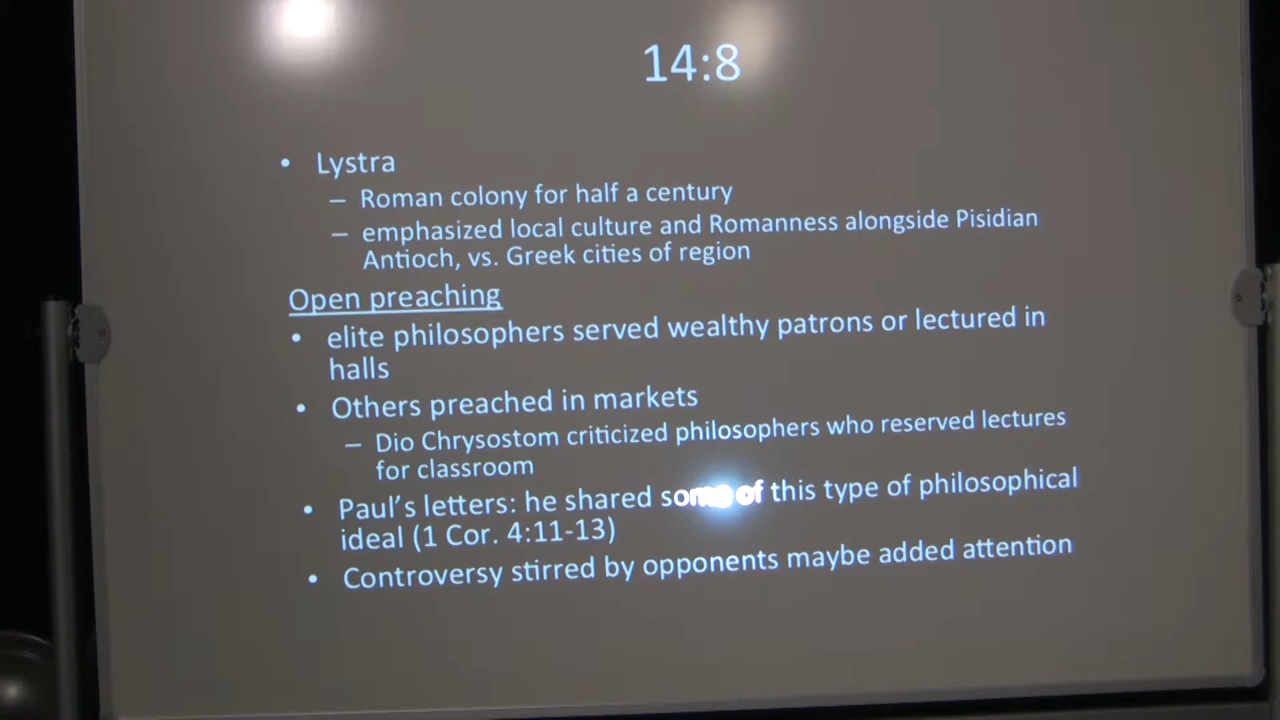 14:8
• Lystra
– Roman colony for half a century
– emphasized local culture and Romanness alongside Pisidian
Antioch, vs. Greek cities of region
Open preaching
• elite philosophers served wealthy patrons or lectured in
halls
• Others preached in markets
– Dio Chrysostom criticized philosophers who reserved lectures
for classroom
• Paul's letters: he shared some of this type of philosophical
ideal (1 Cor. 4:11-13)
• Controversy stirred by opponents maybe added attention